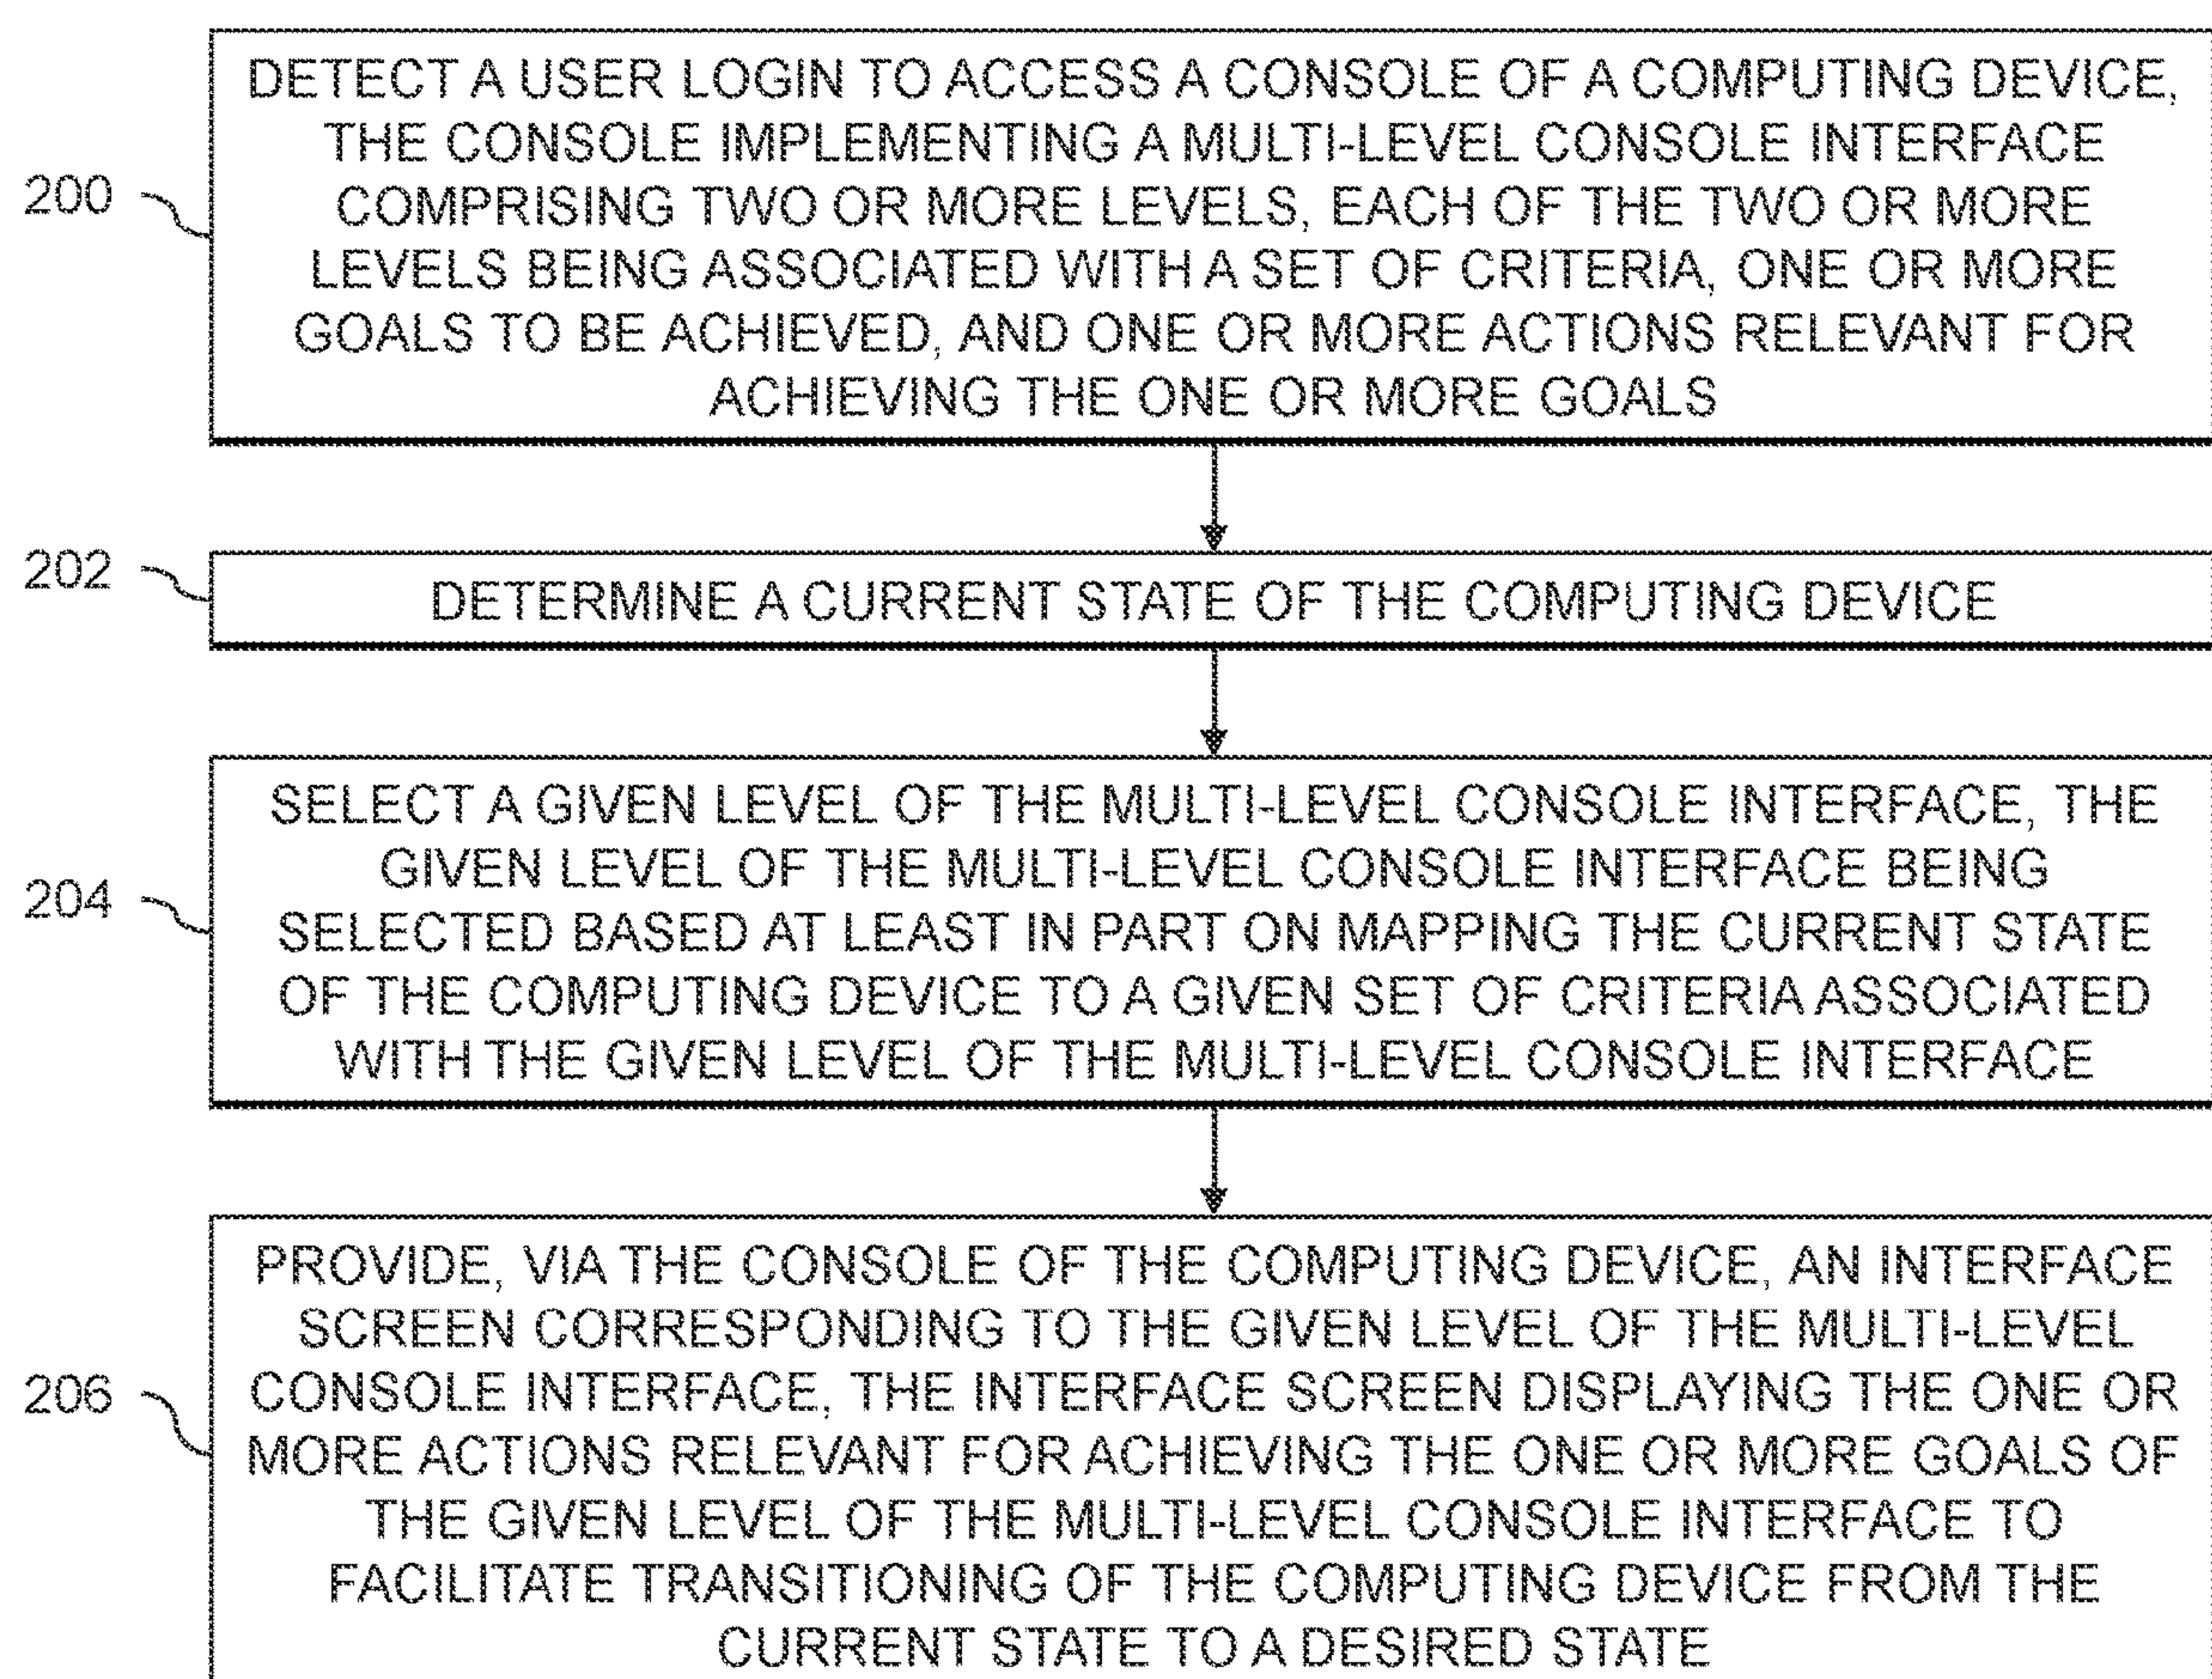 DETECT A USER LOGIN TO ACCESS A CONSOLE OF A COMPUTING DEVICE,
THE CONSOLE IMPLEMENTING A MULTI-LEVEL CONSOLE INTERFACE
200
COMPRISING TWO OR MORE LEVELS, EACH OF THE TWO OR MORE
LEVELS BEING ASSOCIATED WITH A SET OF CRITERIA, ONE OR MORE
GOALS TO BE ACHIEVED, AND ONE OR MORE ACTIONS RELEVANT FOR
ACHIEVING THE ONE OR MORE GOALS
202
DETERMINE A CURRENT STATE OF THE COMPUTING DEVICE
SELECT A GIVEN LEVEL OF THE MULTI-LEVEL CONSOLE INTERFACE, THE
GIVEN LEVEL OF THE MULTI-LEVEL CONSOLE INTERFACE BEING
204
SELECTED BASED AT LEAST IN PART ON MAPPING THE CURRENT STATE
OF THE COMPUTING DEVICE TO A GIVEN SET OF CRITERIA ASSOCIATED
WITH THE GIVEN LEVEL OF THE MULTI-LEVEL CONSOLE INTERFACE
PROVIDE, VIA THE CONSOLE OF THE COMPUTING DEVICE, AN INTERFACE
SCREEN CORRESPONDING TO THE GIVEN LEVEL OF THE MULTI-LEVEL
206
CONSOLE INTERFACE, THE INTERFACE SCREEN DISPLAYING THE ONE OR
MORE ACTIONS RELEVANT FOR ACHIEVING THE ONE OR MORE GOALS OF
THE GIVEN LEVEL OF THE MULTI-LEVEL CONSOLE INTERFACE TO
FACILITATE TRANSITIONING OF THE COMPUTING DEVICE FROM THE
CURRENT STATE TO A DESIRED STATE